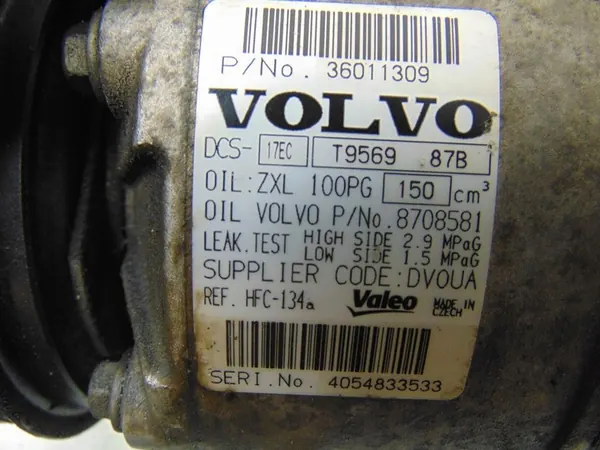 P/No. 36011309
VOLVO
DCS- 17EC T9569 87B
OIL: ZXL 100PG 150 cm³
OIL VOLVO P/No. 8708581
LEAK.TEST HIGH SIDE 2.9 MPaG
LOW SIDE 1.5 MPaG
SUPPLIER CODE: DVOUA
REF. HFC-134a Valeo MADE IN CZECH
SERI.No. 4054833533